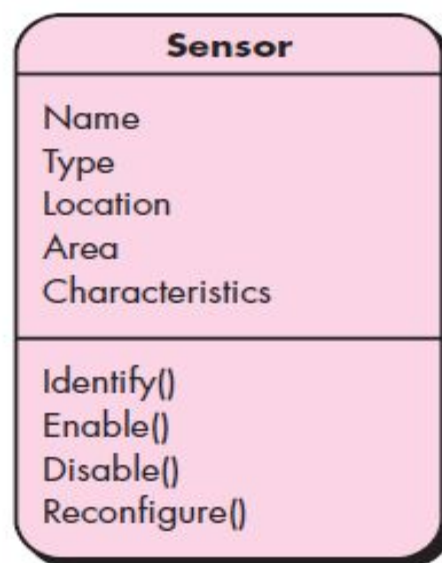 Sensor
Name
Type
Location
Area
Characteristics
Identify()
Enable()
Disable()
Reconfigure()